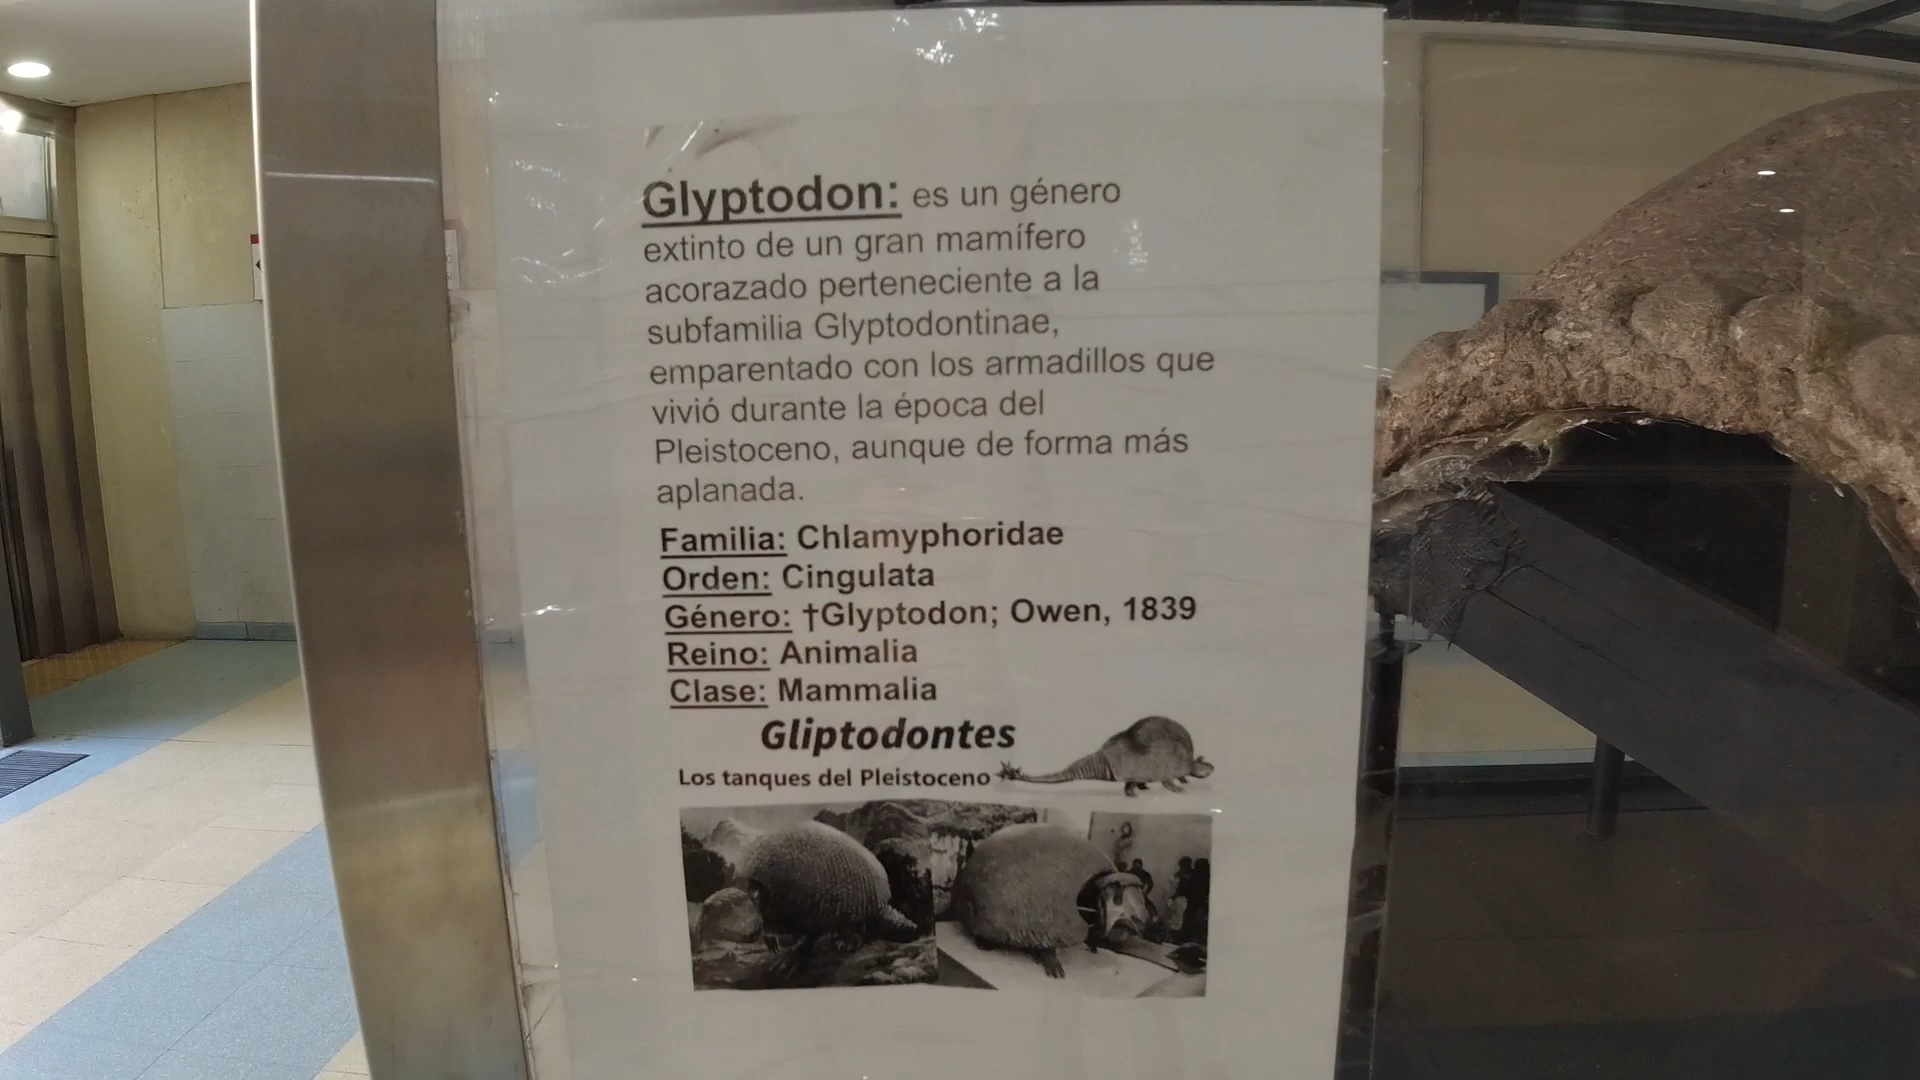 Glyptodon: es un género
extinto de un gran mamífero
acorazado perteneciente a la
subfamilia Glyptodontinae,
emparentado con los armadillos que
vivió durante la época del
Pleistoceno, aunque de forma más
aplanada.
Familia: Chlamyphoridae
Orden: Cingulata
Género: †Glyptodon; Owen, 1839
Reino: Animalia
Clase: Mammalia
Gliptodontes
Los tanques del Pleistoceno